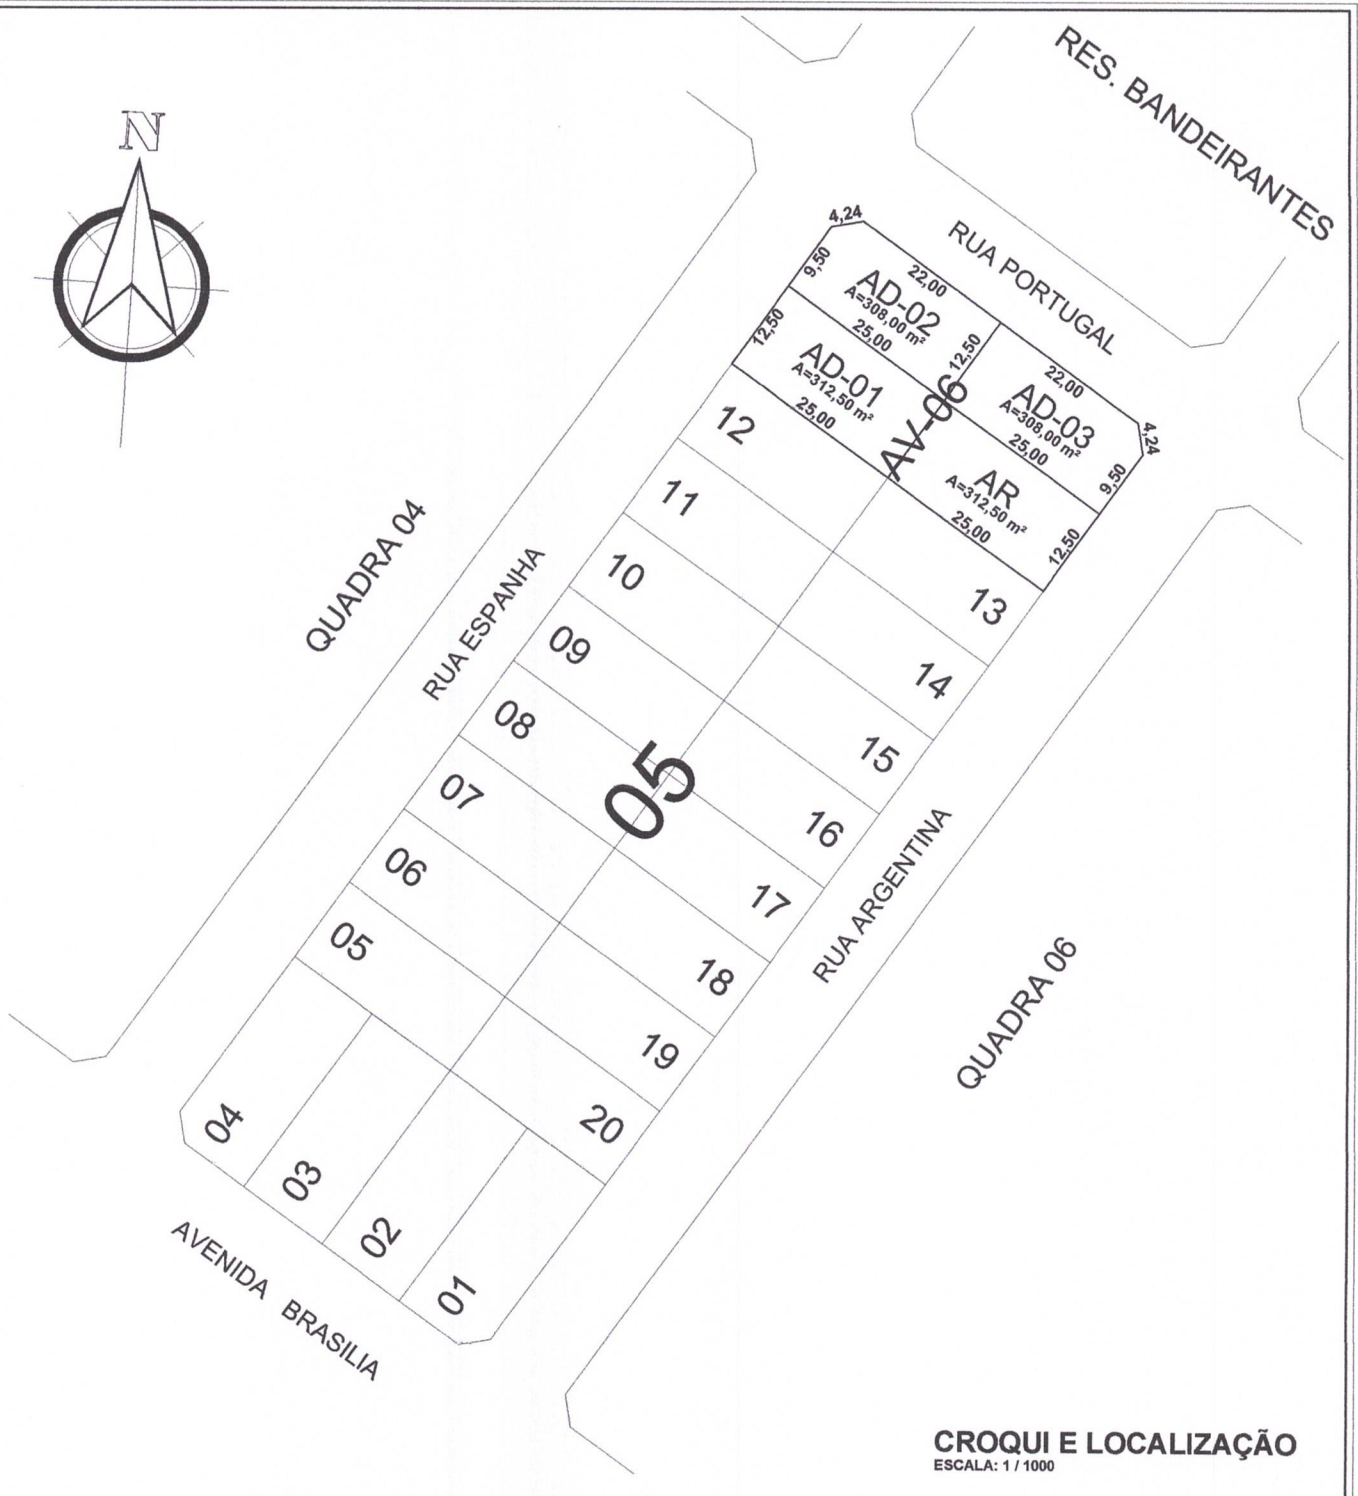 RES. BANDEIRANTES
N
RUA PORTUGAL
4,24
9,50
22,00
AD-02
A=308,00 m²
25,00
12,50
22,00
AD-03
A=308,00 m²
25,00
4,24
9,50
12,50
AD-01
A=312,50 m²
25,00
AV-06
AR
A=312,50 m²
25,00
12,50
12
11
10
09
08
07
06
05
13
14
15
16
17
18
19
20
05
QUADRA 04
RUA ESPANHA
RUA ARGENTINA
QUADRA 06
04
03
02
01
AVENIDA BRASILIA
CROQUI E LOCALIZAÇÃO
ESCALA: 1 / 1000